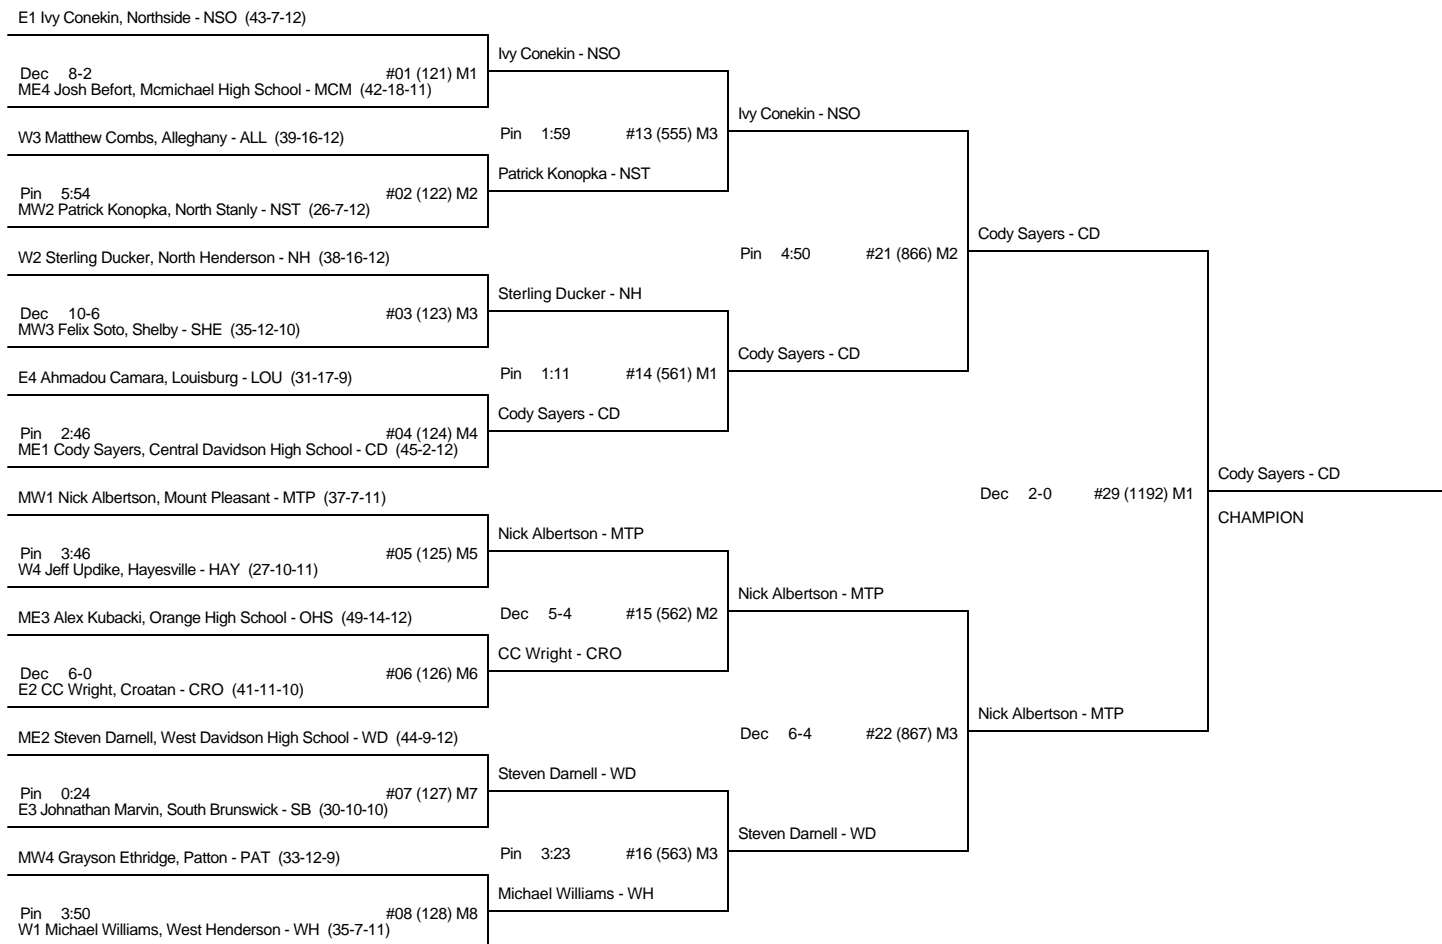 E1 Ivy Conekin, Northside - NSO (43-7-12)
Ivy Conekin - NSO
Dec 8-2 #01 (121) M1
ME4 Josh Befort, Mcmichael High School - MCM (42-18-11)
Ivy Conekin - NSO
W3 Matthew Combs, Alleghany - ALL (39-16-12)
Pin 1:59 #13 (555) M3
Patrick Konopka - NST
Pin 5:54 #02 (122) M2
MW2 Patrick Konopka, North Stanly - NST (26-7-12)
Cody Sayers - CD
W2 Sterling Ducker, North Henderson - NH (38-16-12)
Pin 4:50 #21 (866) M2
Sterling Ducker - NH
Dec 10-6 #03 (123) M3
MW3 Felix Soto, Shelby - SHE (35-12-10)
Cody Sayers - CD
E4 Ahmadou Camara, Louisburg - LOU (31-17-9)
Pin 1:11 #14 (561) M1
Cody Sayers - CD
Pin 2:46 #04 (124) M4
ME1 Cody Sayers, Central Davidson High School - CD (45-2-12)
Cody Sayers - CD
MW1 Nick Albertson, Mount Pleasant - MTP (37-7-11)
Dec 2-0 #29 (1192) M1
CHAMPION
Nick Albertson - MTP
Pin 3:46 #05 (125) M5
W4 Jeff Updike, Hayesville - HAY (27-10-11)
Nick Albertson - MTP
ME3 Alex Kubacki, Orange High School - OHS (49-14-12)
Dec 5-4 #15 (562) M2
CC Wright - CRO
Dec 6-0 #06 (126) M6
E2 CC Wright, Croatan - CRO (41-11-10)
Nick Albertson - MTP
ME2 Steven Darnell, West Davidson High School - WD (44-9-12)
Dec 6-4 #22 (867) M3
Steven Darnell - WD
Pin 0:24 #07 (127) M7
E3 Johnathan Marvin, South Brunswick - SB (30-10-10)
Steven Darnell - WD
MW4 Grayson Ethridge, Patton - PAT (33-12-9)
Pin 3:23 #16 (563) M3
Michael Williams - WH
Pin 3:50 #08 (128) M8
W1 Michael Williams, West Henderson - WH (35-7-11)